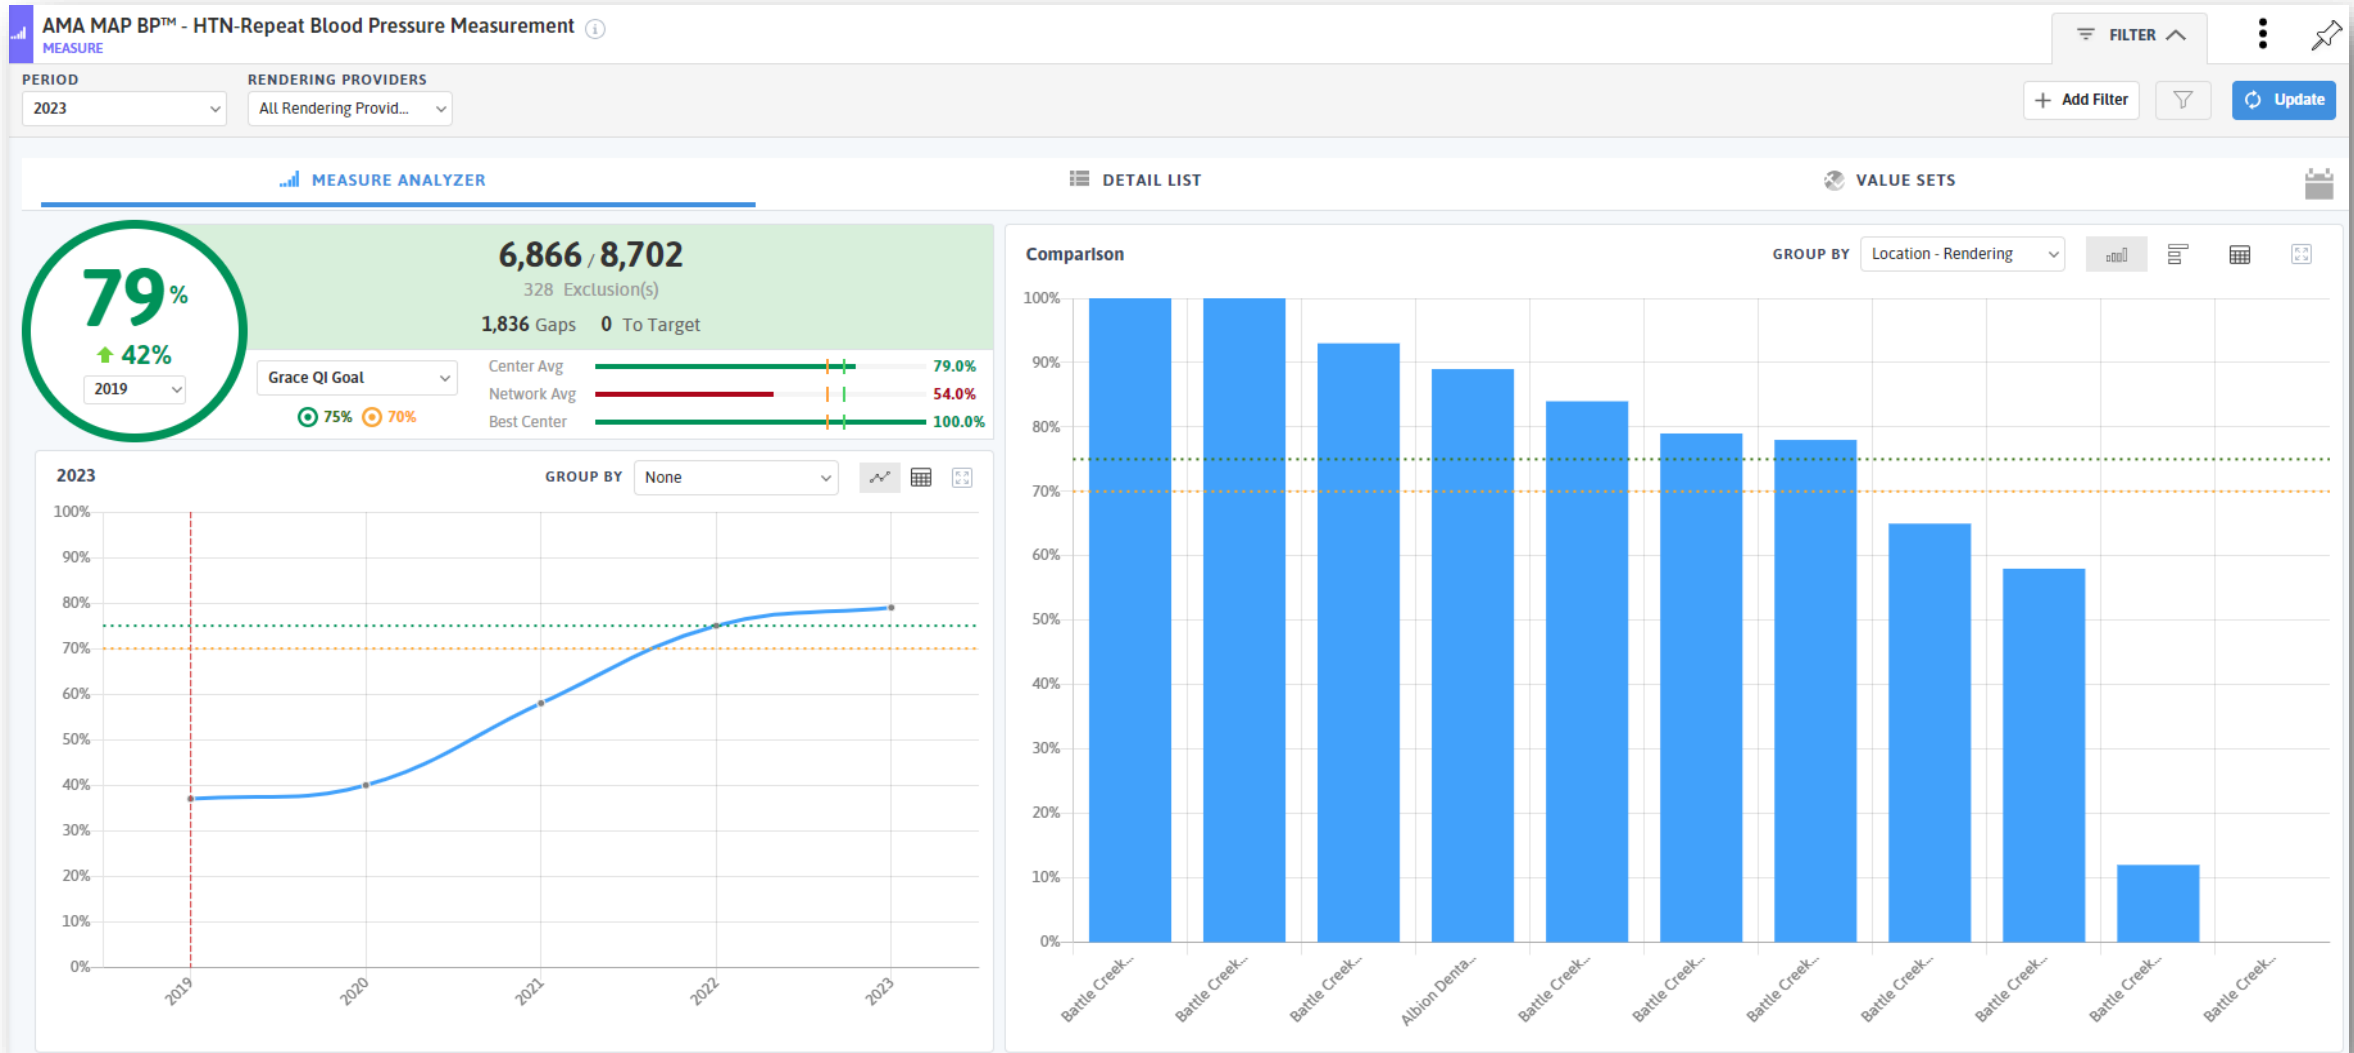 AMA MAP BP™ - HTN-Repeat Blood Pressure Measurement
MEASURE
FILTER
PERIOD
2023
RENDERING PROVIDERS
All Rendering Provid...
Add Filter
Update
MEASURE ANALYZER
DETAIL LIST
VALUE SETS
79%
42%
2019
6,866 / 8,702
328 Exclusion(s)
1,836 Gaps 0 To Target
Grace QI Goal
75% 70%
Center Avg 79.0%
Network Avg 54.0%
Best Center 100.0%
2023
GROUP BY None
100%
90%
80%
70%
60%
50%
40%
30%
20%
10%
0%
2019
2020
2021
2022
2023
Comparison
GROUP BY Location - Rendering
100%
90%
80%
70%
60%
50%
40%
30%
20%
10%
0%
Battle Creek...
Battle Creek...
Battle Creek...
Albion Denta...
Battle Creek...
Battle Creek...
Battle Creek...
Battle Creek...
Battle Creek...
Battle Creek...
Battle Creek...